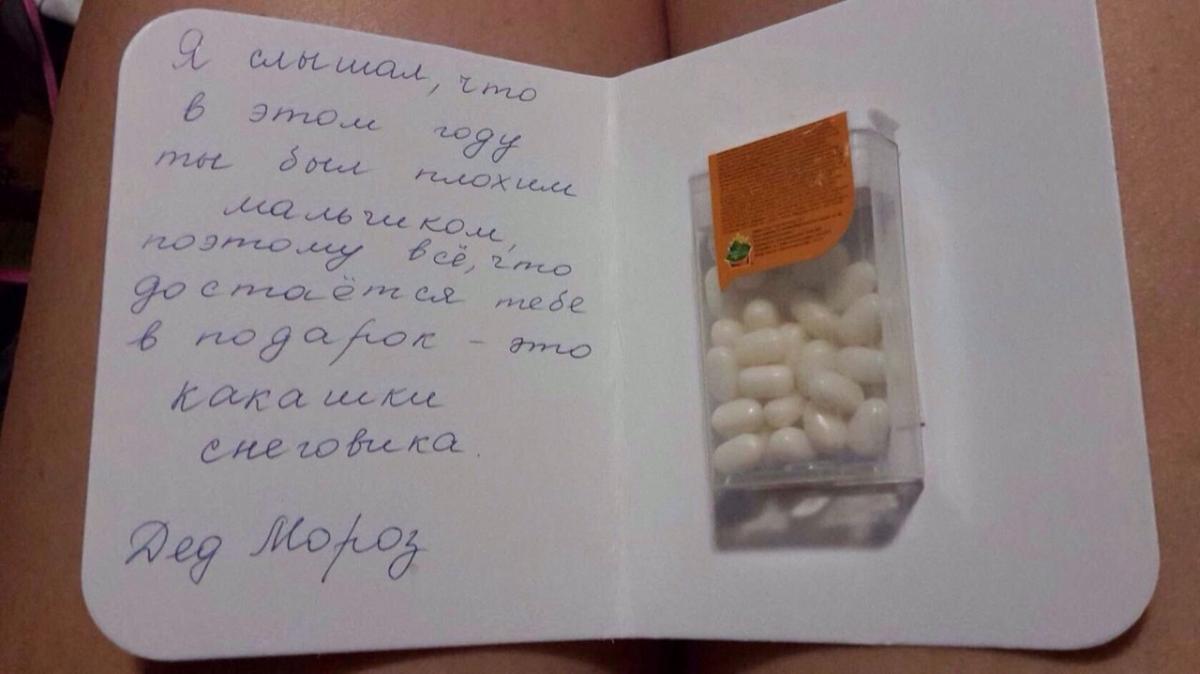 Я слышал, что
в этом году
ты был плохим
мальчиком,
поэтому всё, что
достаётся тебе
в подарок - это
какашки
снеговика.
Дед Мороз